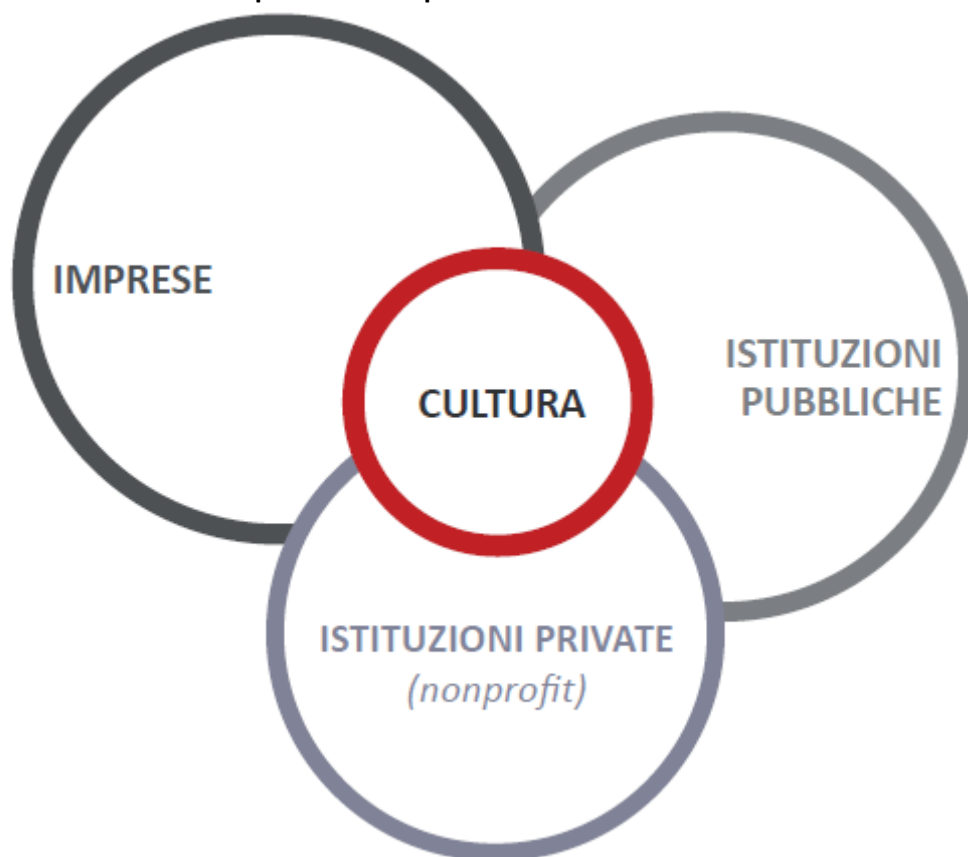 IMPRESE
ISTITUZIONI
PUBBLICHE
CULTURA
ISTITUZIONI PRIVATE
(nonprofit)